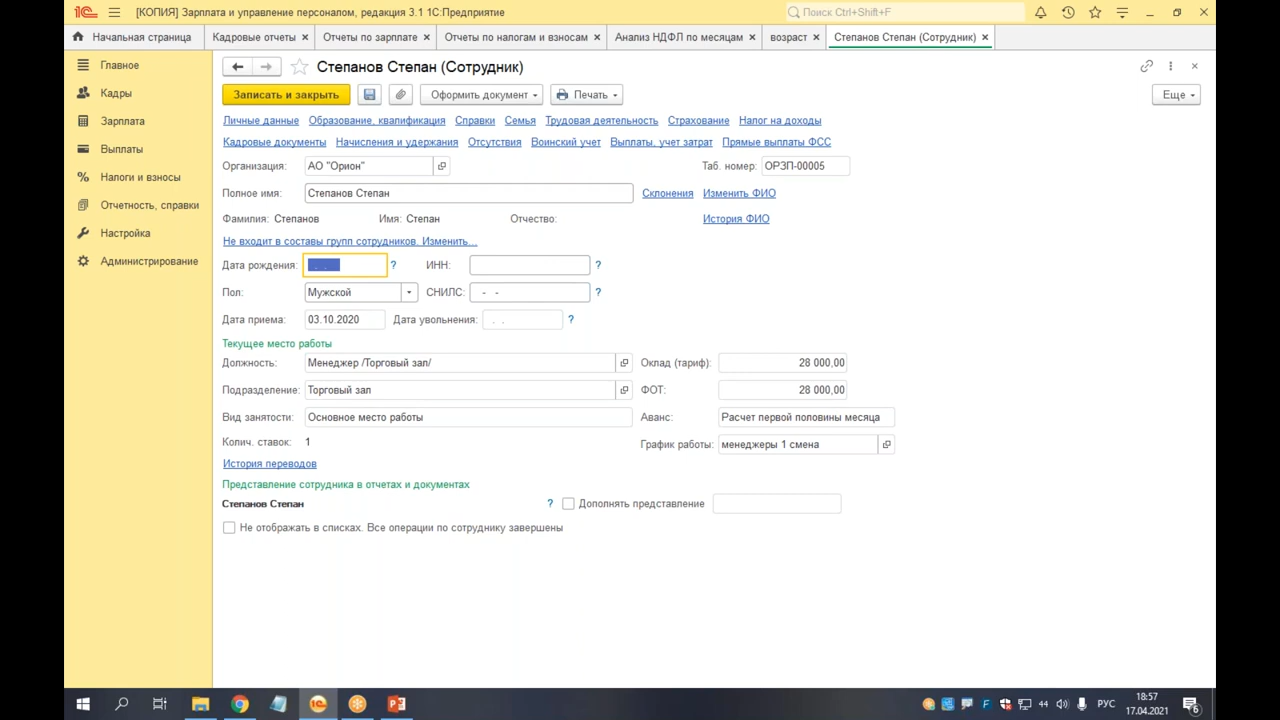 [КОПИЯ] Зарплата и управление персоналом, редакция 3.1 1С:Предприятие
Поиск Ctrl+Shift+F
Начальная страница
Кадровые отчеты ×
Отчеты по зарплате ×
Отчеты по налогам и взносам ×
Анализ НДФЛ по месяцам ×
возраст ×
Степанов Степан (Сотрудник) ×
Главное
Кадры
Зарплата
Выплаты
Налоги и взносы
Отчетность, справки
Настройка
Администрирование
Степанов Степан (Сотрудник)
Записать и закрыть
Оформить документ
Печать
Еще
Личные данные Образование, квалификация Справки Семья Трудовая деятельность Страхование Налог на доходы
Кадровые документы Начисления и удержания Отсутствия Воинский учет Выплаты, учет затрат Прямые выплаты ФСС
Организация: АО "Орион" Таб. номер: ОРЗП-00005
Полное имя: Степанов Степан Склонения Изменить ФИО
Фамилия: Степанов Имя: Степан Отчество: История ФИО
Не входит в составы групп сотрудников. Изменить...
Дата рождения: . . ? ИНН: ?
Пол: Мужской СНИЛС: - - ?
Дата приема: 03.10.2020 Дата увольнения: . . ?
Текущее место работы
Должность: Менеджер /Торговый зал/ Оклад (тариф): 28 000,00
Подразделение: Торговый зал ФОТ: 28 000,00
Вид занятости: Основное место работы Аванс: Расчет первой половины месяца
Колич. ставок: 1 График работы: менеджеры 1 смена
История переводов
Представление сотрудника в отчетах и документах
Степанов Степан ? Дополнять представление
Не отображать в списках. Все операции по сотруднику завершены
44 РУС 18:57
17.04.2021